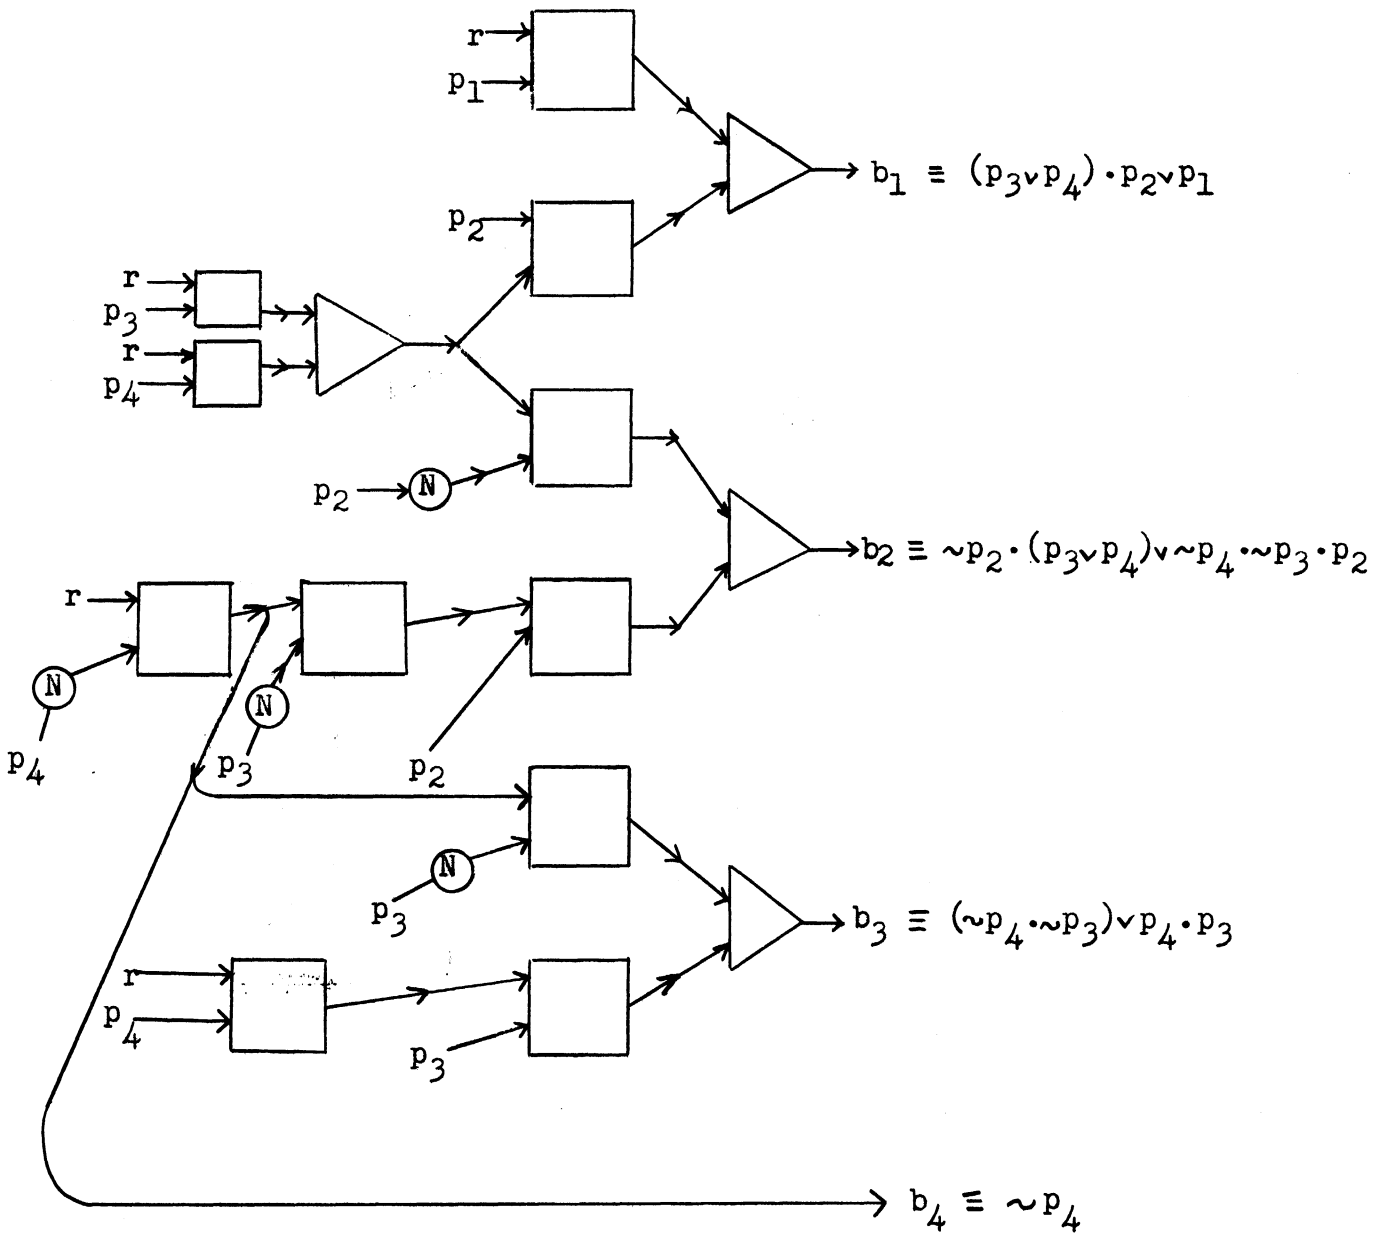 r
p₁
b₁ ≡ (p₃∨p₄)·p₂∨p₁
p₂
r
p₃
r
p₄
p₂ N
b₂ ≡ ~p₂·(p₃∨p₄)∨~p₄·~p₃·p₂
r
N
p₄
N
p₃
p₂
N
p₃
b₃ ≡ (~p₄·~p₃)∨p₄·p₃
r
p₄
p₃
b₄ ≡ ~p₄